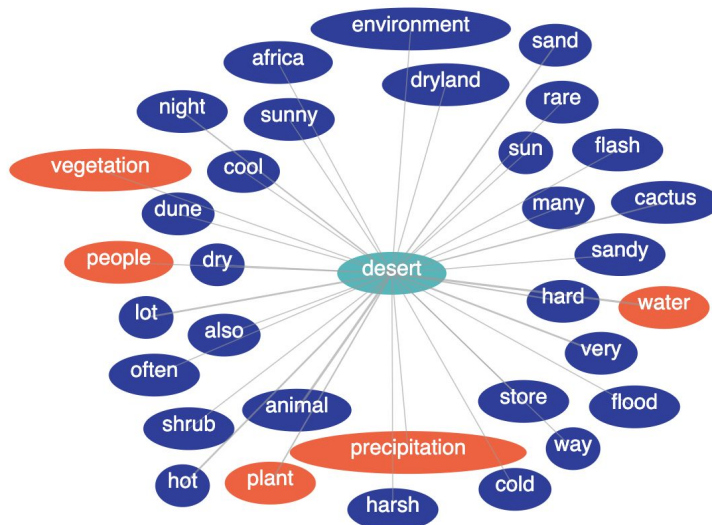 environment
sand
africa
dryland
rare
night
sunny
sun
flash
vegetation
cool
many
cactus
dune
sandy
people
dry
desert
hard
water
lot
also
very
often
store
flood
shrub
animal
precipitation
way
hot
plant
cold
harsh